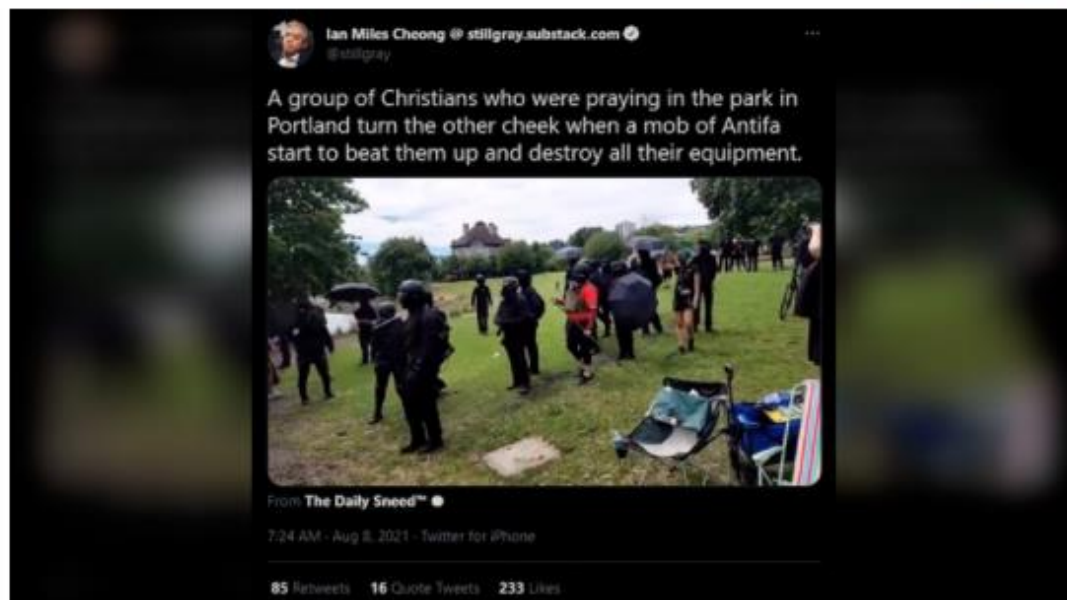 Ian Miles Cheong @ stillgray.substack.com
@stillgray
A group of Christians who were praying in the park in
Portland turn the other cheek when a mob of Antifa
start to beat them up and destroy all their equipment.
From The Daily Sneed™
7:24 AM · Aug 8, 2021 · Twitter for iPhone
85 Retweets 16 Quote Tweets 233 Likes